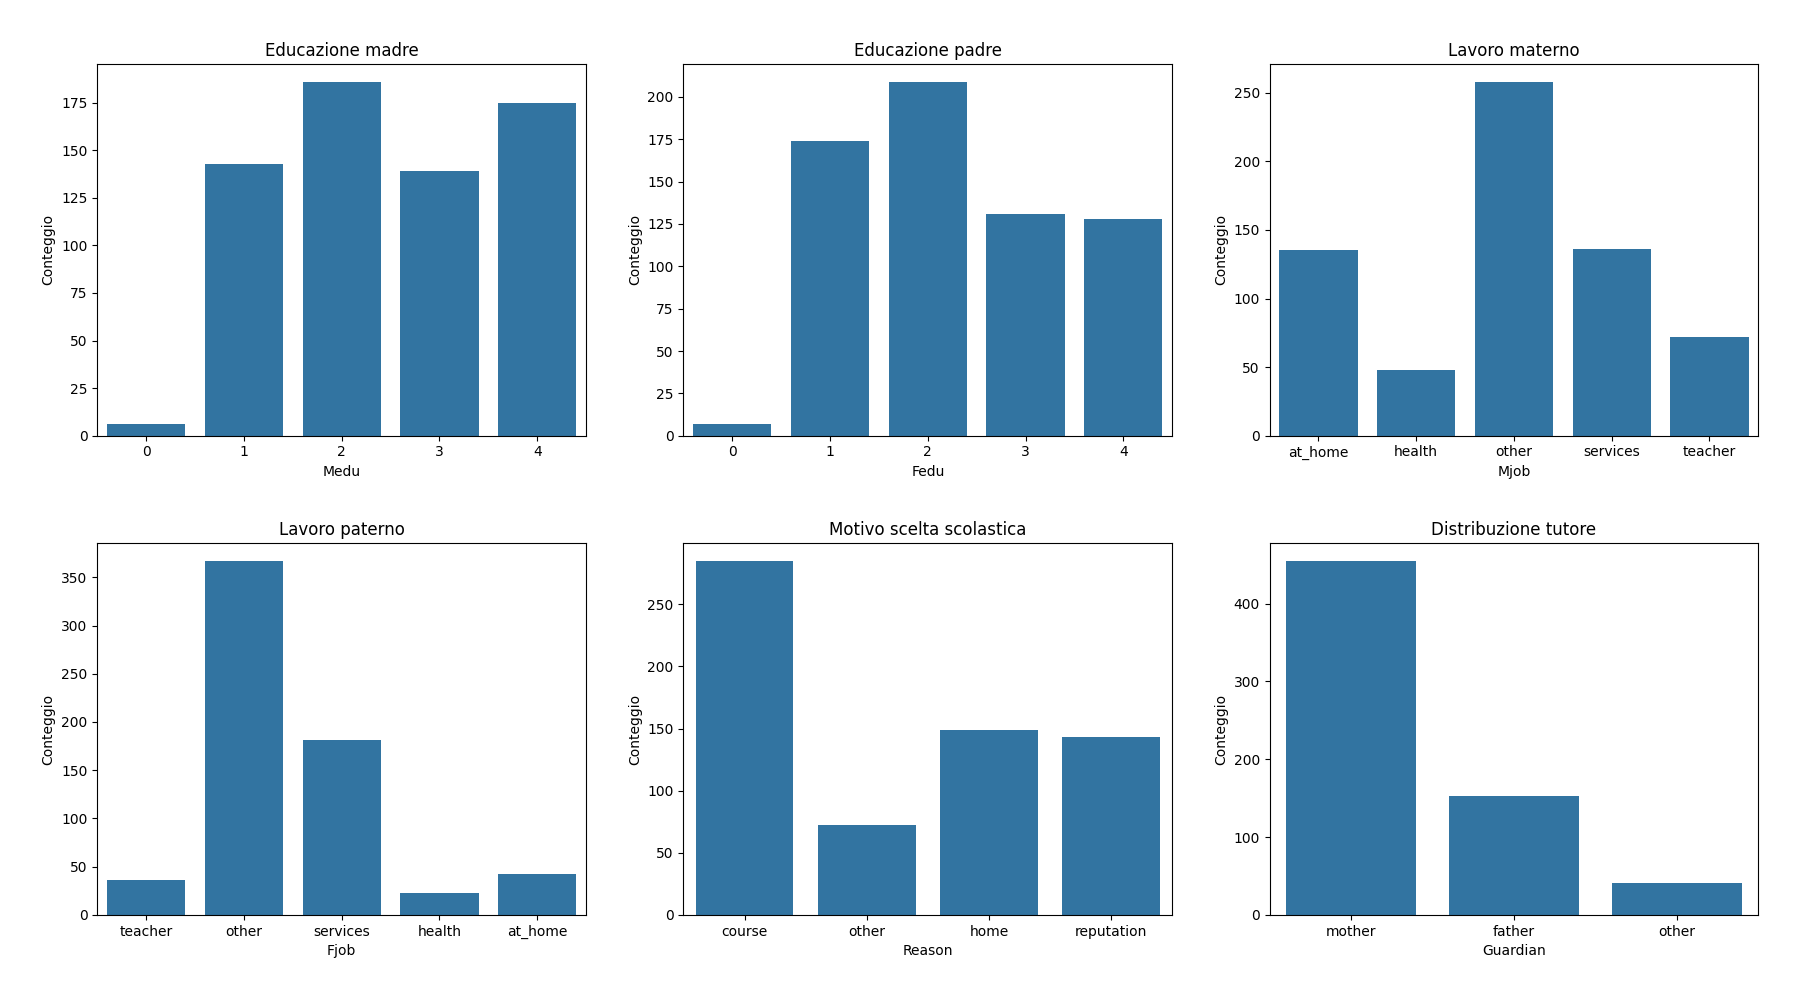 Educazione madre
Conteggio
175
150
125
100
75
50
25
0
0 1 2 3 4
Medu
Educazione padre
Conteggio
200
175
150
125
100
75
50
25
0
0 1 2 3 4
Fedu
Lavoro materno
Conteggio
250
200
150
100
50
0
at_home health other services teacher
Mjob
Lavoro paterno
Conteggio
350
300
250
200
150
100
50
0
teacher other services health at_home
Fjob
Motivo scelta scolastica
Conteggio
250
200
150
100
50
0
course other home reputation
Reason
Distribuzione tutore
Conteggio
400
300
200
100
0
mother father other
Guardian